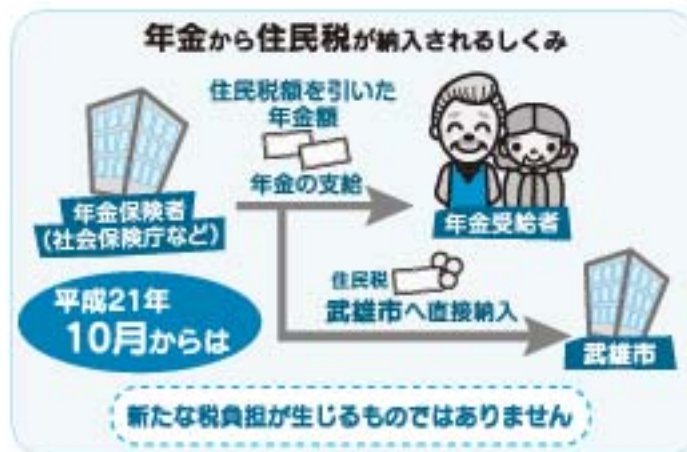 年金から住民税が納入されるしくみ
住民税額を引いた
年金額
年金の支給
年金保険者
(社会保険庁など)
年金受給者
平成21年
10月からは
住民税
武雄市へ直接納入
武雄市
新たな税負担が生じるものではありません